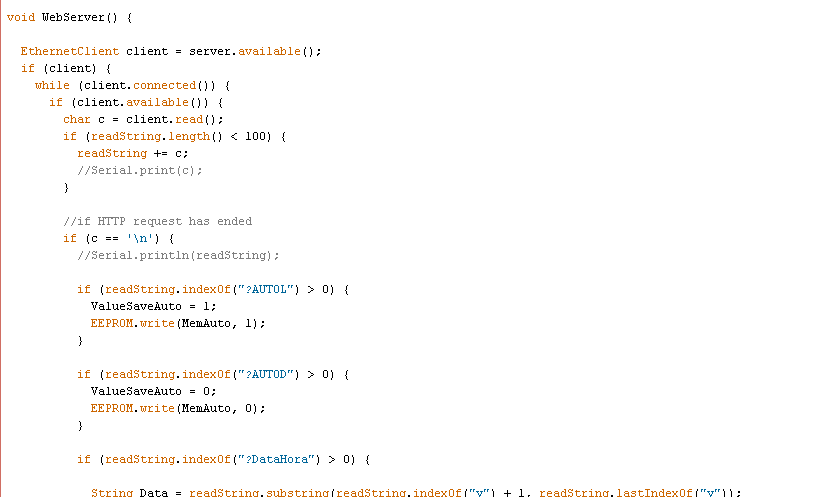 void WebServer() {
EthernetClient client = server.available();
if (client) {
while (client.connected()) {
if (client.available()) {
char c = client.read();
if (readString.length() < 100) {
readString += c;
//Serial.print(c);
}
//if HTTP request has ended
if (c == '\n') {
//Serial.println(readString);
if (readString.indexOf("?AUTOL") > 0) {
ValueSaveAuto = 1;
EEPROM.write(MemAuto, 1);
}
if (readString.indexOf("?AUTOD") > 0) {
ValueSaveAuto = 0;
EEPROM.write(MemAuto, 0);
}
if (readString.indexOf("?DataHora") > 0) {
String Data = readString.substring(readString.indexOf("v") + 1, readString.lastIndexOf("v"));